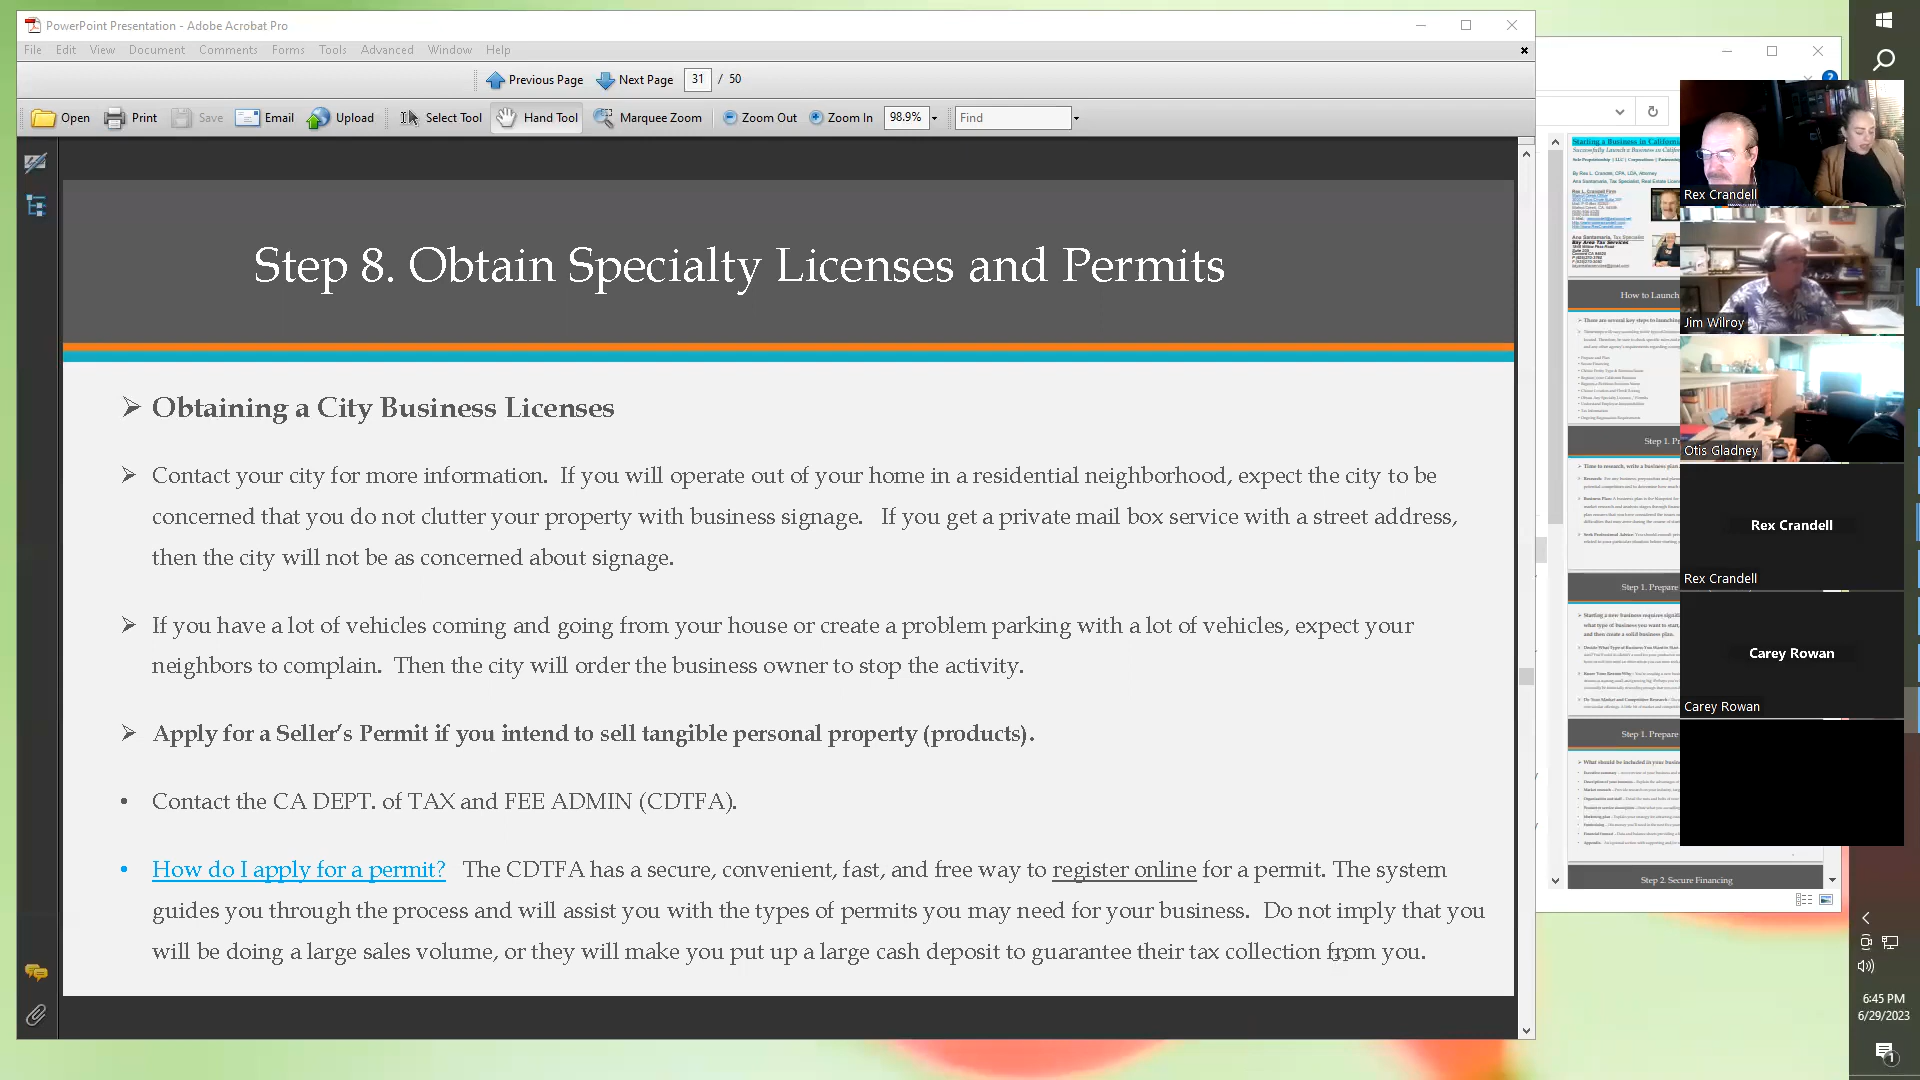 PowerPoint Presentation - Adobe Acrobat Pro
File Edit View Document Comments Forms Tools Advanced Window Help
Previous Page Next Page 31 / 50
Open Print Save Email Upload Select Tool Hand Tool Marquee Zoom Zoom Out Zoom In 98.9% Find
Step 8. Obtain Specialty Licenses and Permits
Obtaining a City Business Licenses
Contact your city for more information. If you will operate out of your home in a residential neighborhood, expect the city to be
concerned that you do not clutter your property with business signage. If you get a private mail box service with a street address,
then the city will not be as concerned about signage.
If you have a lot of vehicles coming and going from your house or create a problem parking with a lot of vehicles, expect your
neighbors to complain. Then the city will order the business owner to stop the activity.
Apply for a Seller's Permit if you intend to sell tangible personal property (products).
Contact the CA DEPT. of TAX and FEE ADMIN (CDTFA).
How do I apply for a permit? The CDTFA has a secure, convenient, fast, and free way to register online for a permit. The system
guides you through the process and will assist you with the types of permits you may need for your business. Do not imply that you
will be doing a large sales volume, or they will make you put up a large cash deposit to guarantee their tax collection from you.
Starting a Business in California
How to Launch
Step 1. Pr
Step 1. Prepare
Step 1. Prepare
Step 2. Secure Financing
Rex Crandell
Jim Wilroy
Otis Gladney
Rex Crandell
Rex Crandell
Carey Rowan
Carey Rowan
6:45 PM
6/29/2023
1